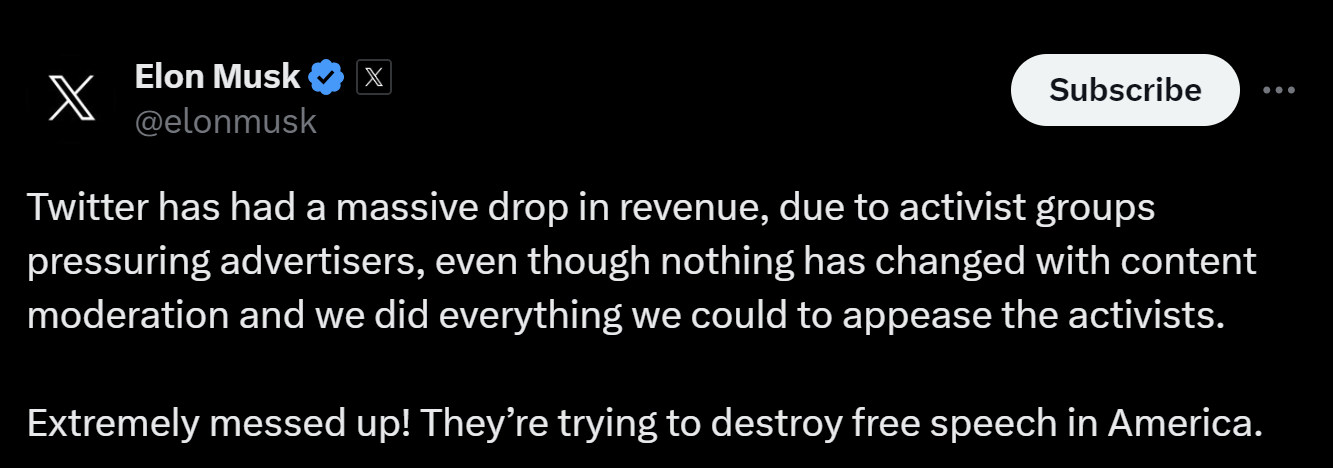 Elon Musk
@elonmusk
Subscribe
Twitter has had a massive drop in revenue, due to activist groups
pressuring advertisers, even though nothing has changed with content
moderation and we did everything we could to appease the activists.
Extremely messed up! They’re trying to destroy free speech in America.